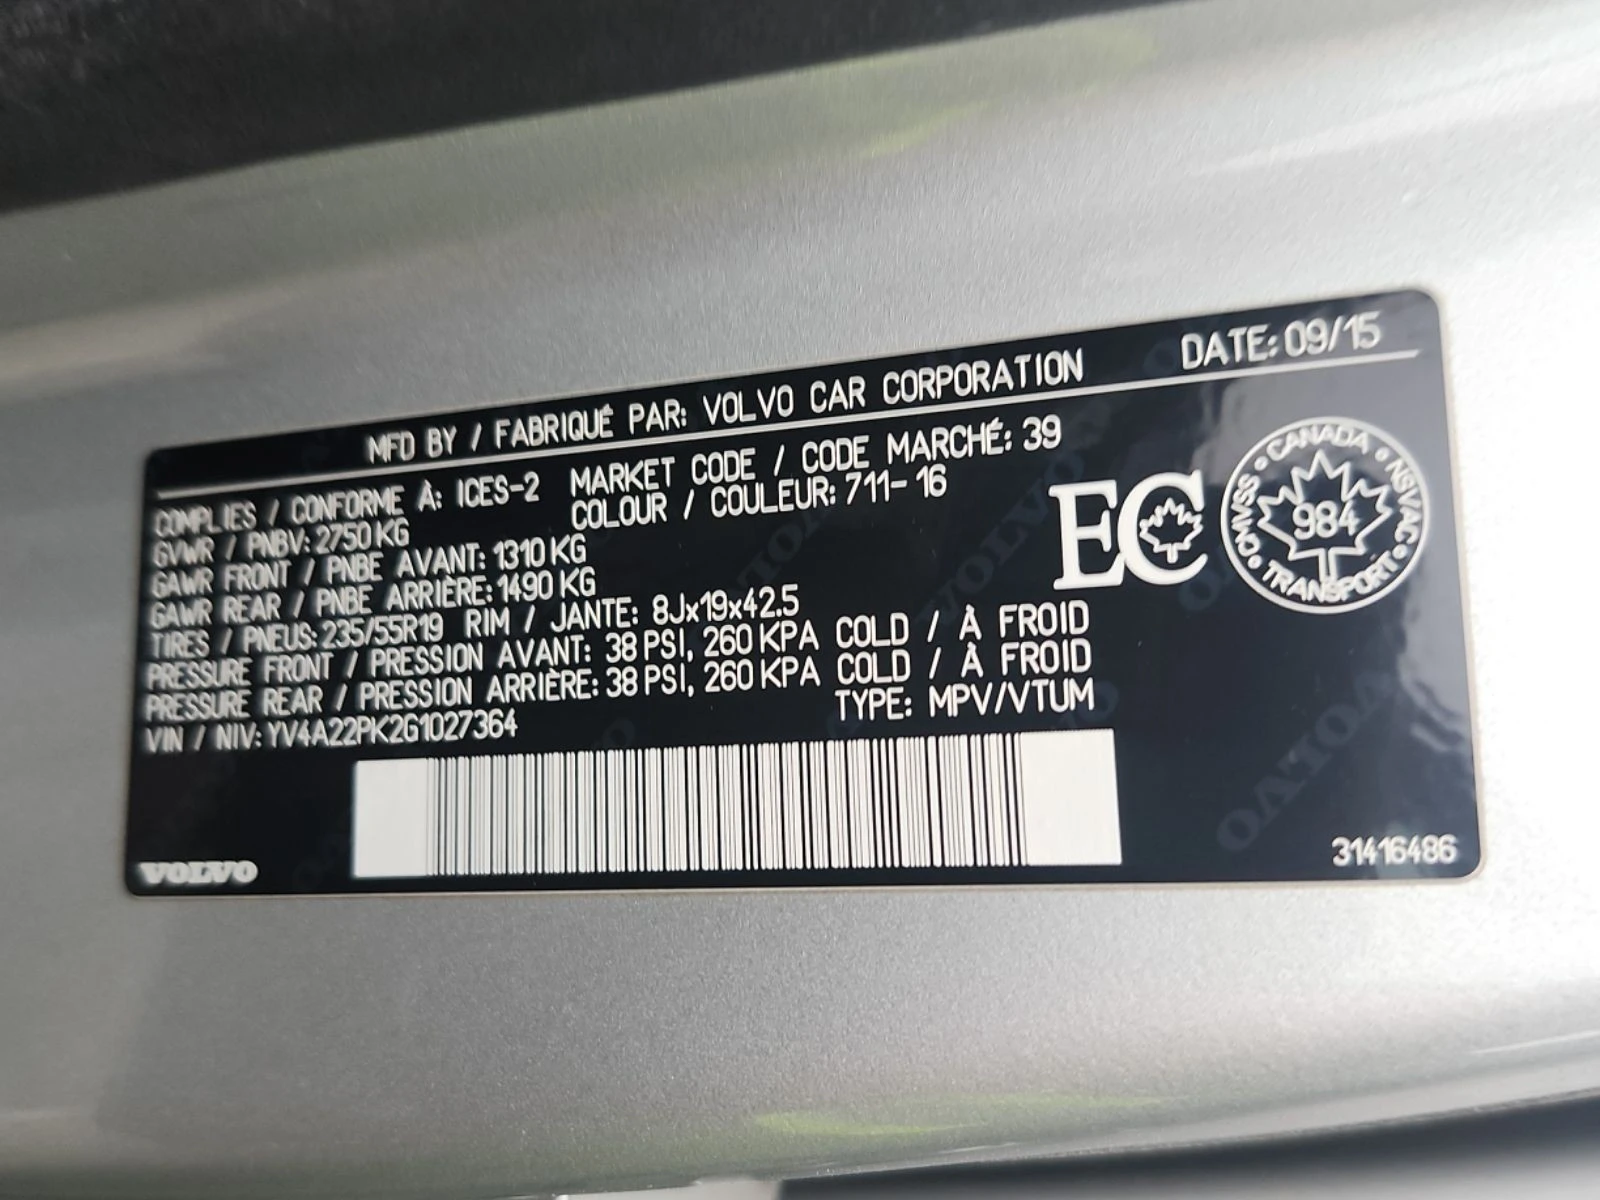 MFD BY / FABRIQUÉ PAR: VOLVO CAR CORPORATION DATE: 09/15
COMPLIES / CONFORME À: ICES-2 MARKET CODE / CODE MARCHÉ: 39
GVWR / PNBV: 2750 KG COLOUR / COULEUR: 711-16
GAWR FRONT / PNBE AVANT: 1310 KG
GAWR REAR / PNBE ARRIÈRE: 1490 KG
TIRES / PNEUS: 235/55R19 RIM / JANTE: 8Jx19x42.5
PRESSURE FRONT / PRESSION AVANT: 38 PSI, 260 KPA COLD / À FROID
PRESSURE REAR / PRESSION ARRIÈRE: 38 PSI, 260 KPA COLD / À FROID
VIN / NIV: YV4A22PK2G1027364 TYPE: MPV/VTUM
EC
CANADA • NSVAC • TRANSPORT • CMVSS
984
VOLVO
31416486